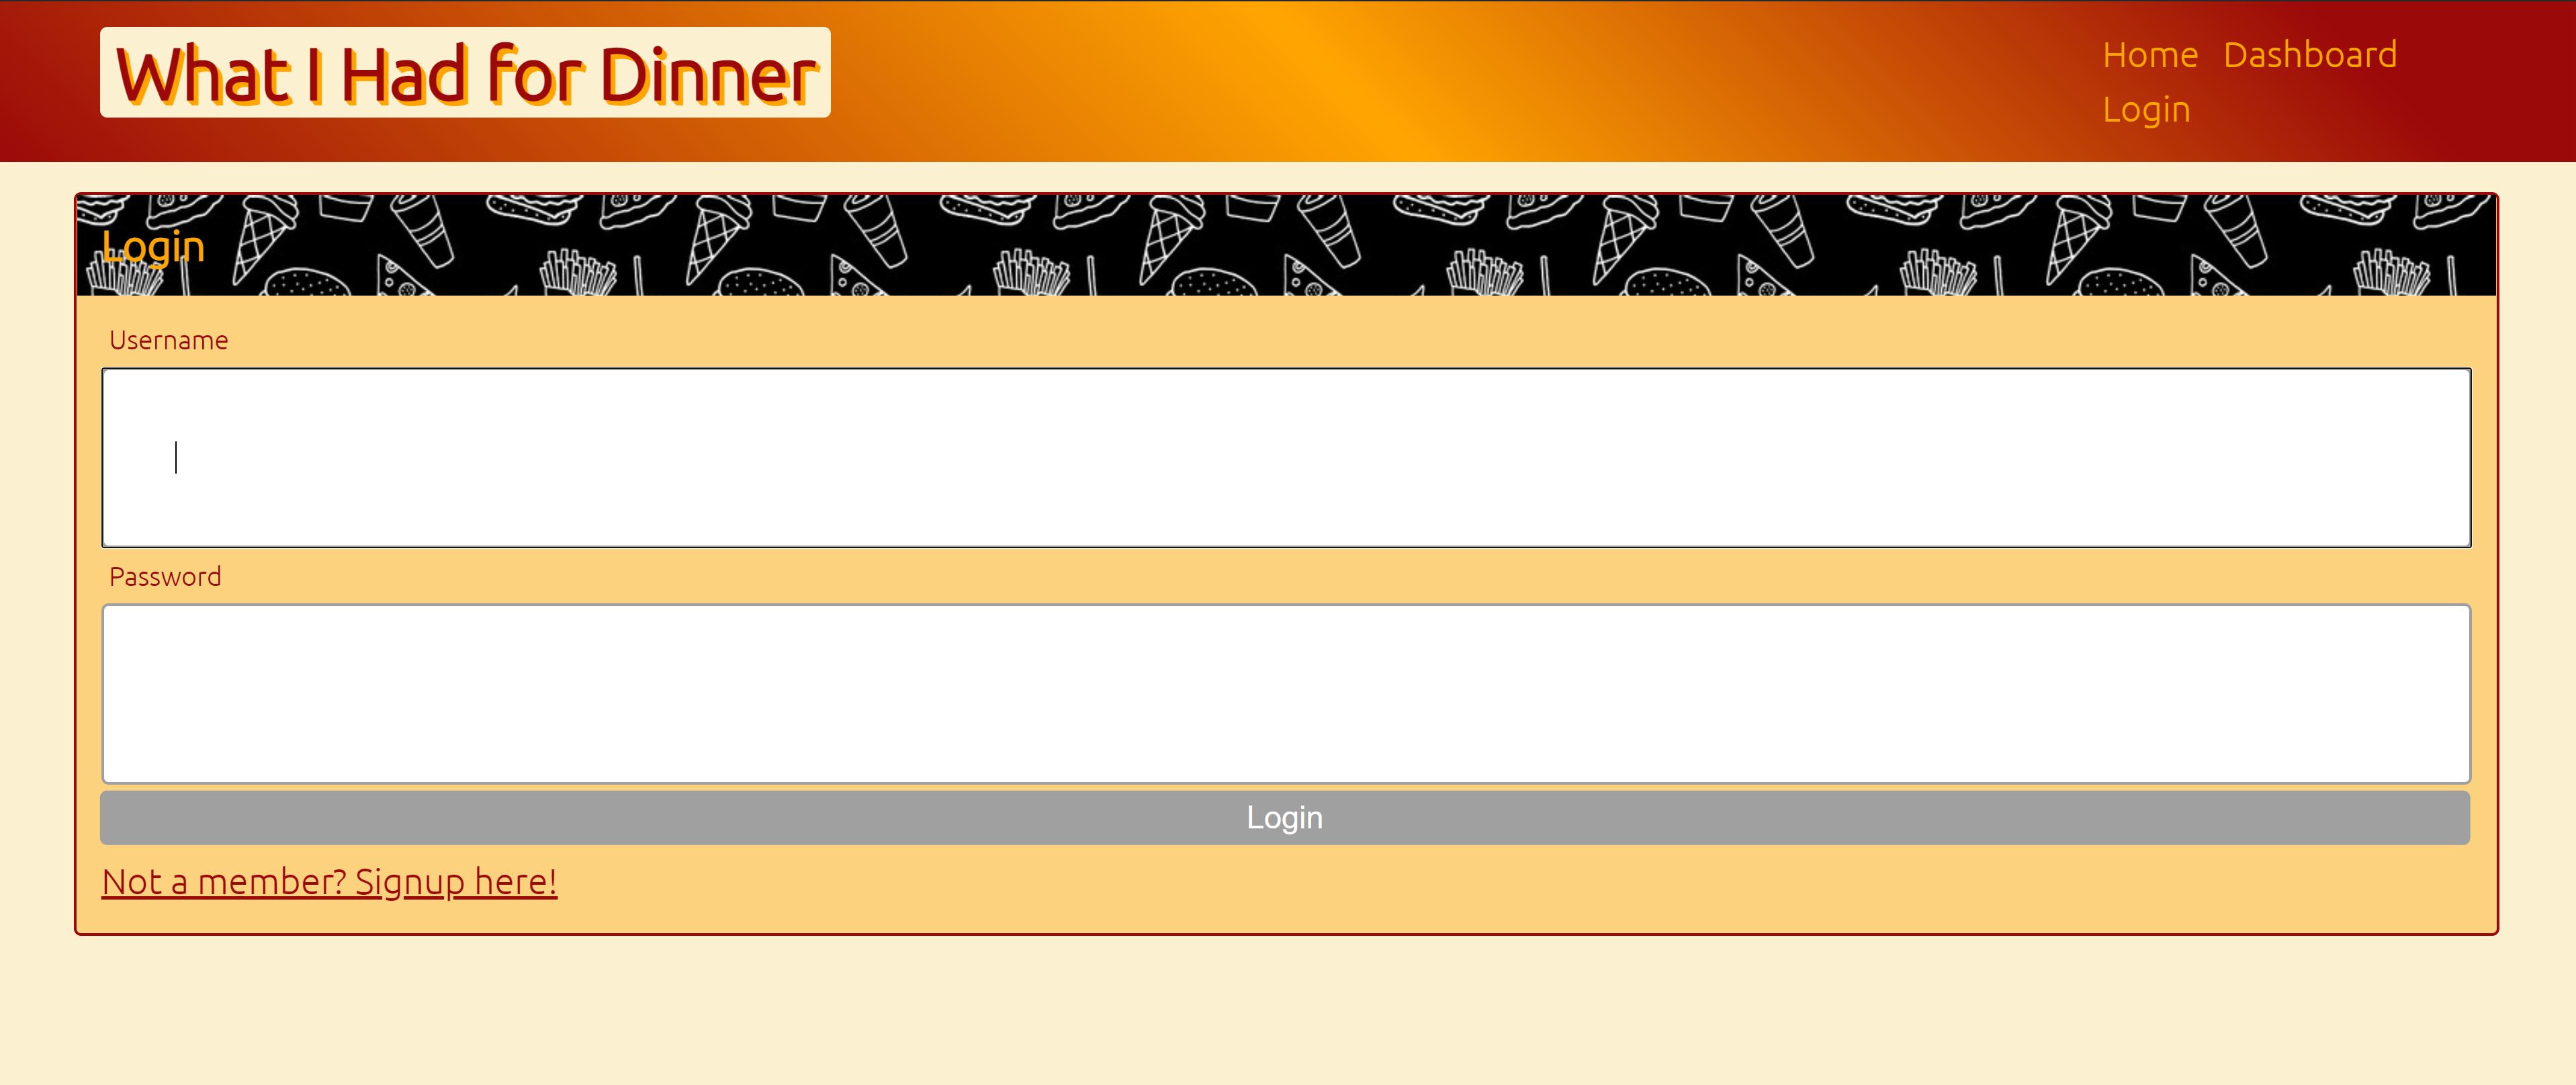 What I Had for Dinner
Home Dashboard
Login
Login
Username
Password
Login
Not a member? Signup here!